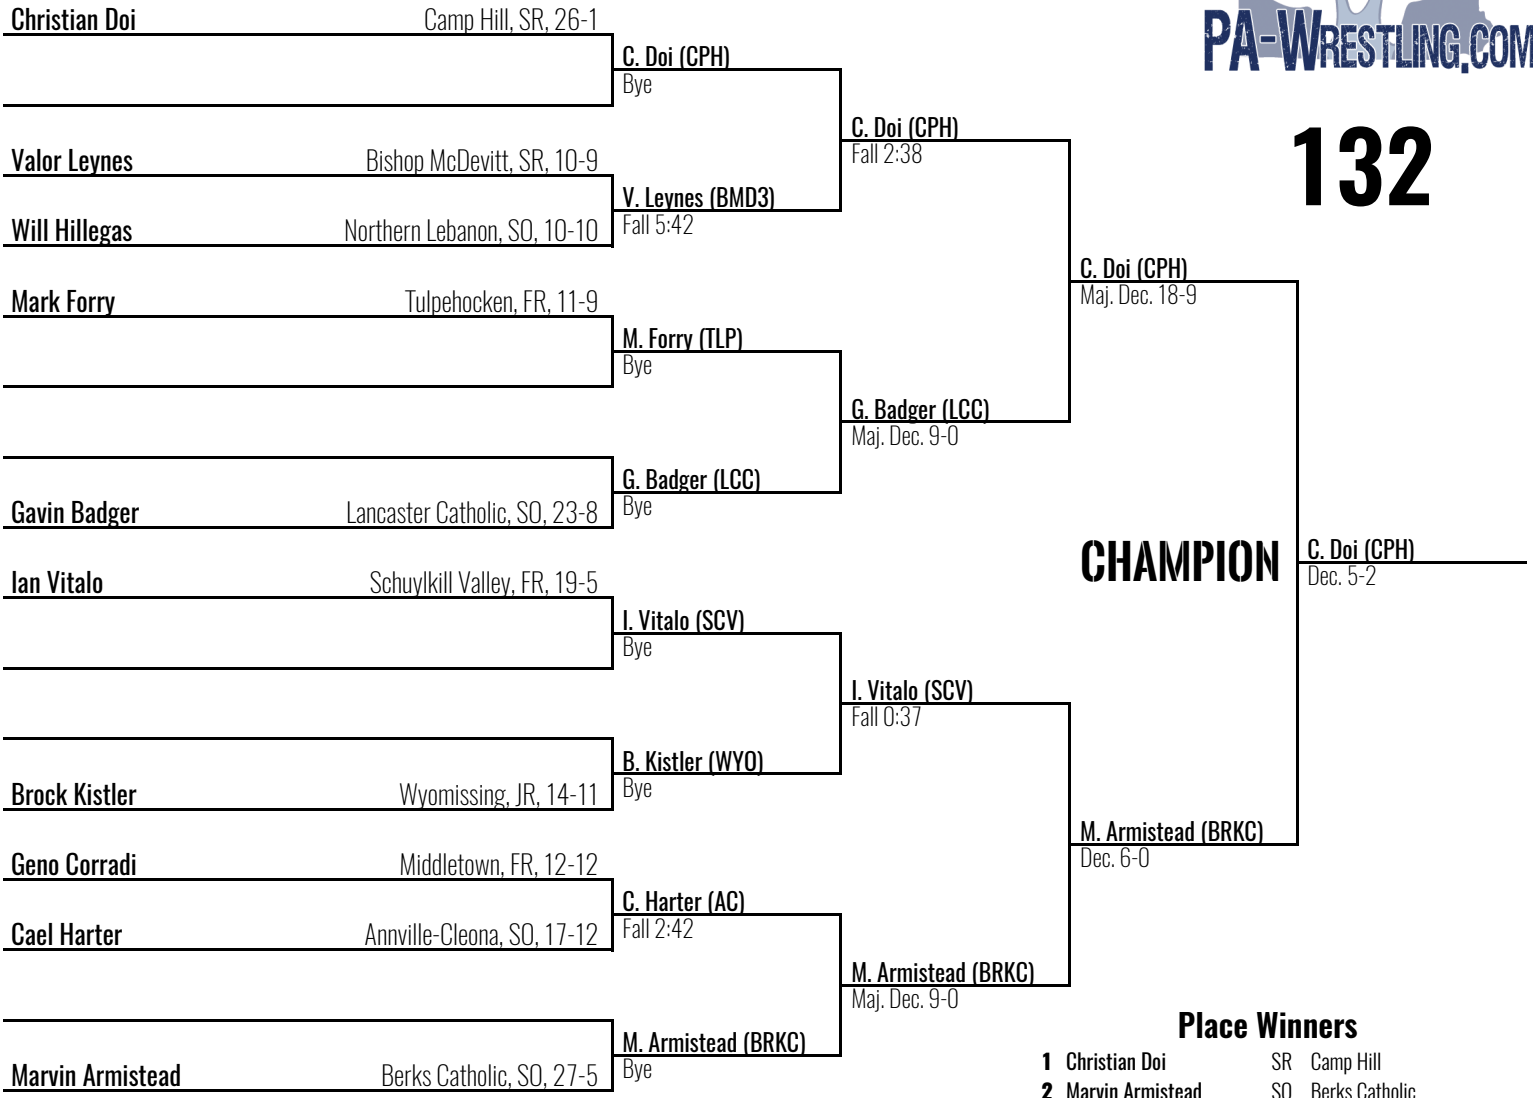 Christian Doi Camp Hill, SR, 26-1
C. Doi (CPH)
Bye
Valor Leynes Bishop McDevitt, SR, 10-9
V. Leynes (BMD3)
Fall 5:42
Will Hillegas Northern Lebanon, SO, 10-10
C. Doi (CPH)
Fall 2:38
Mark Forry Tulpehocken, FR, 11-9
M. Forry (TLP)
Bye
G. Badger (LCC)
Maj. Dec. 9-0
G. Badger (LCC)
Bye
Gavin Badger Lancaster Catholic, SO, 23-8
C. Doi (CPH)
Maj. Dec. 18-9
Ian Vitalo Schuylkill Valley, FR, 19-5
I. Vitalo (SCV)
Bye
I. Vitalo (SCV)
Fall 0:37
B. Kistler (WYO)
Bye
Brock Kistler Wyomissing, JR, 14-11
Geno Corradi Middletown, FR, 12-12
C. Harter (AC)
Fall 2:42
Cael Harter Annville-Cleona, SO, 17-12
M. Armistead (BRKC)
Maj. Dec. 9-0
M. Armistead (BRKC)
Bye
Marvin Armistead Berks Catholic, SO, 27-5
M. Armistead (BRKC)
Dec. 6-0
CHAMPION
C. Doi (CPH)
Dec. 5-2
PA-WRESTLING.COM
132
Place Winners
1 Christian Doi SR Camp Hill
2 Marvin Armistead SO Berks Catholic